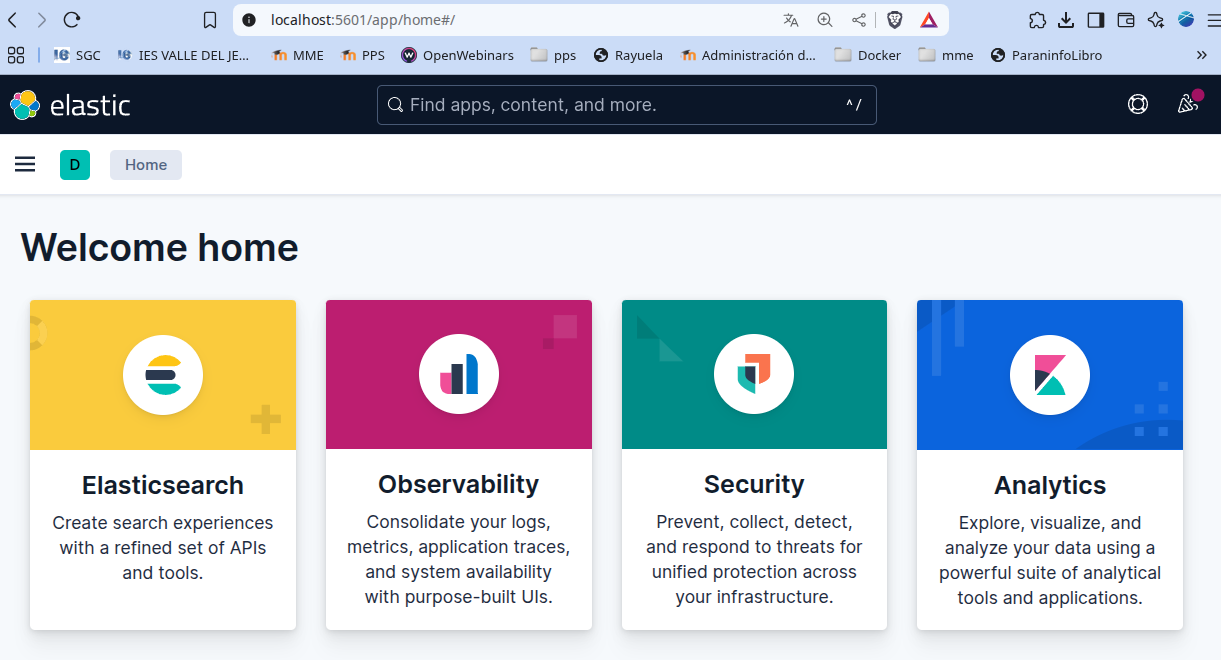 localhost:5601/app/home#/
SGC IES VALLE DEL JE... MME PPS OpenWebinars pps Rayuela Administración d... Docker mme ParaninfoLibro »
elastic Find apps, content, and more. ^ /
D Home
Welcome home
Elasticsearch
Create search experiences
with a refined set of APIs
and tools.
Observability
Consolidate your logs,
metrics, application traces,
and system availability
with purpose-built UIs.
Security
Prevent, collect, detect,
and respond to threats for
unified protection across
your infrastructure.
Analytics
Explore, visualize, and
analyze your data using a
powerful suite of analytical
tools and applications.